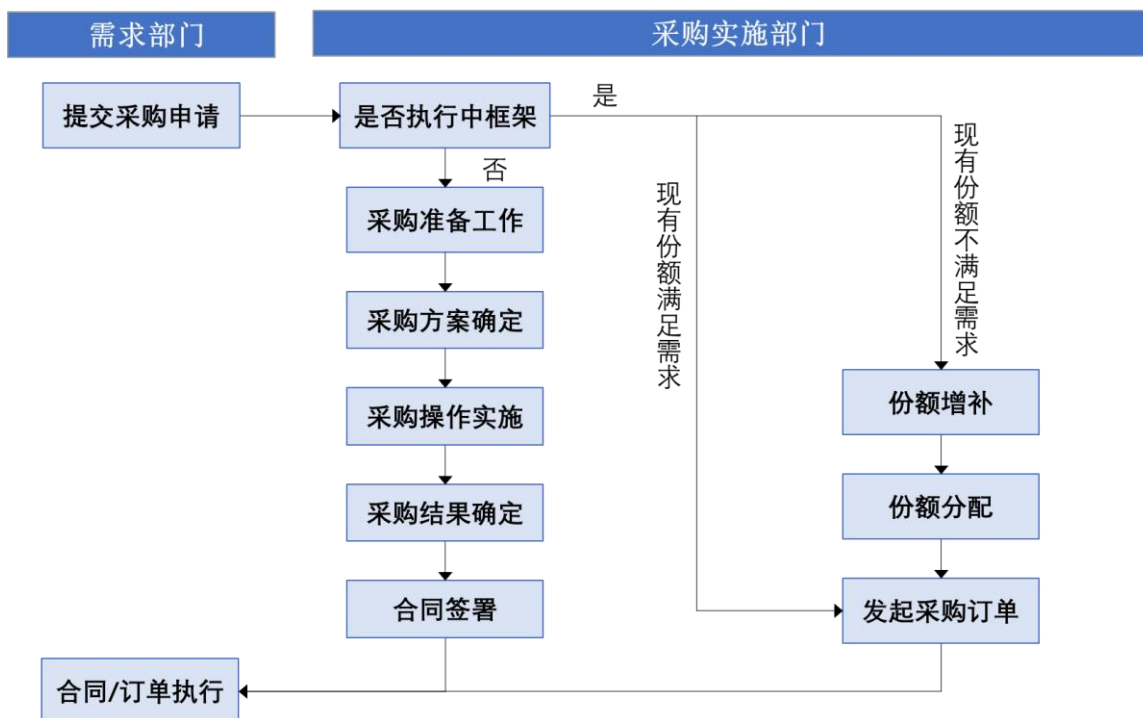 需求部门
采购实施部门
提交采购申请
是否执行中框架
是
否
现有份额满足需求
现有份额不满足需求
采购准备工作
采购方案确定
采购操作实施
采购结果确定
合同签署
份额增补
份额分配
发起采购订单
合同/订单执行